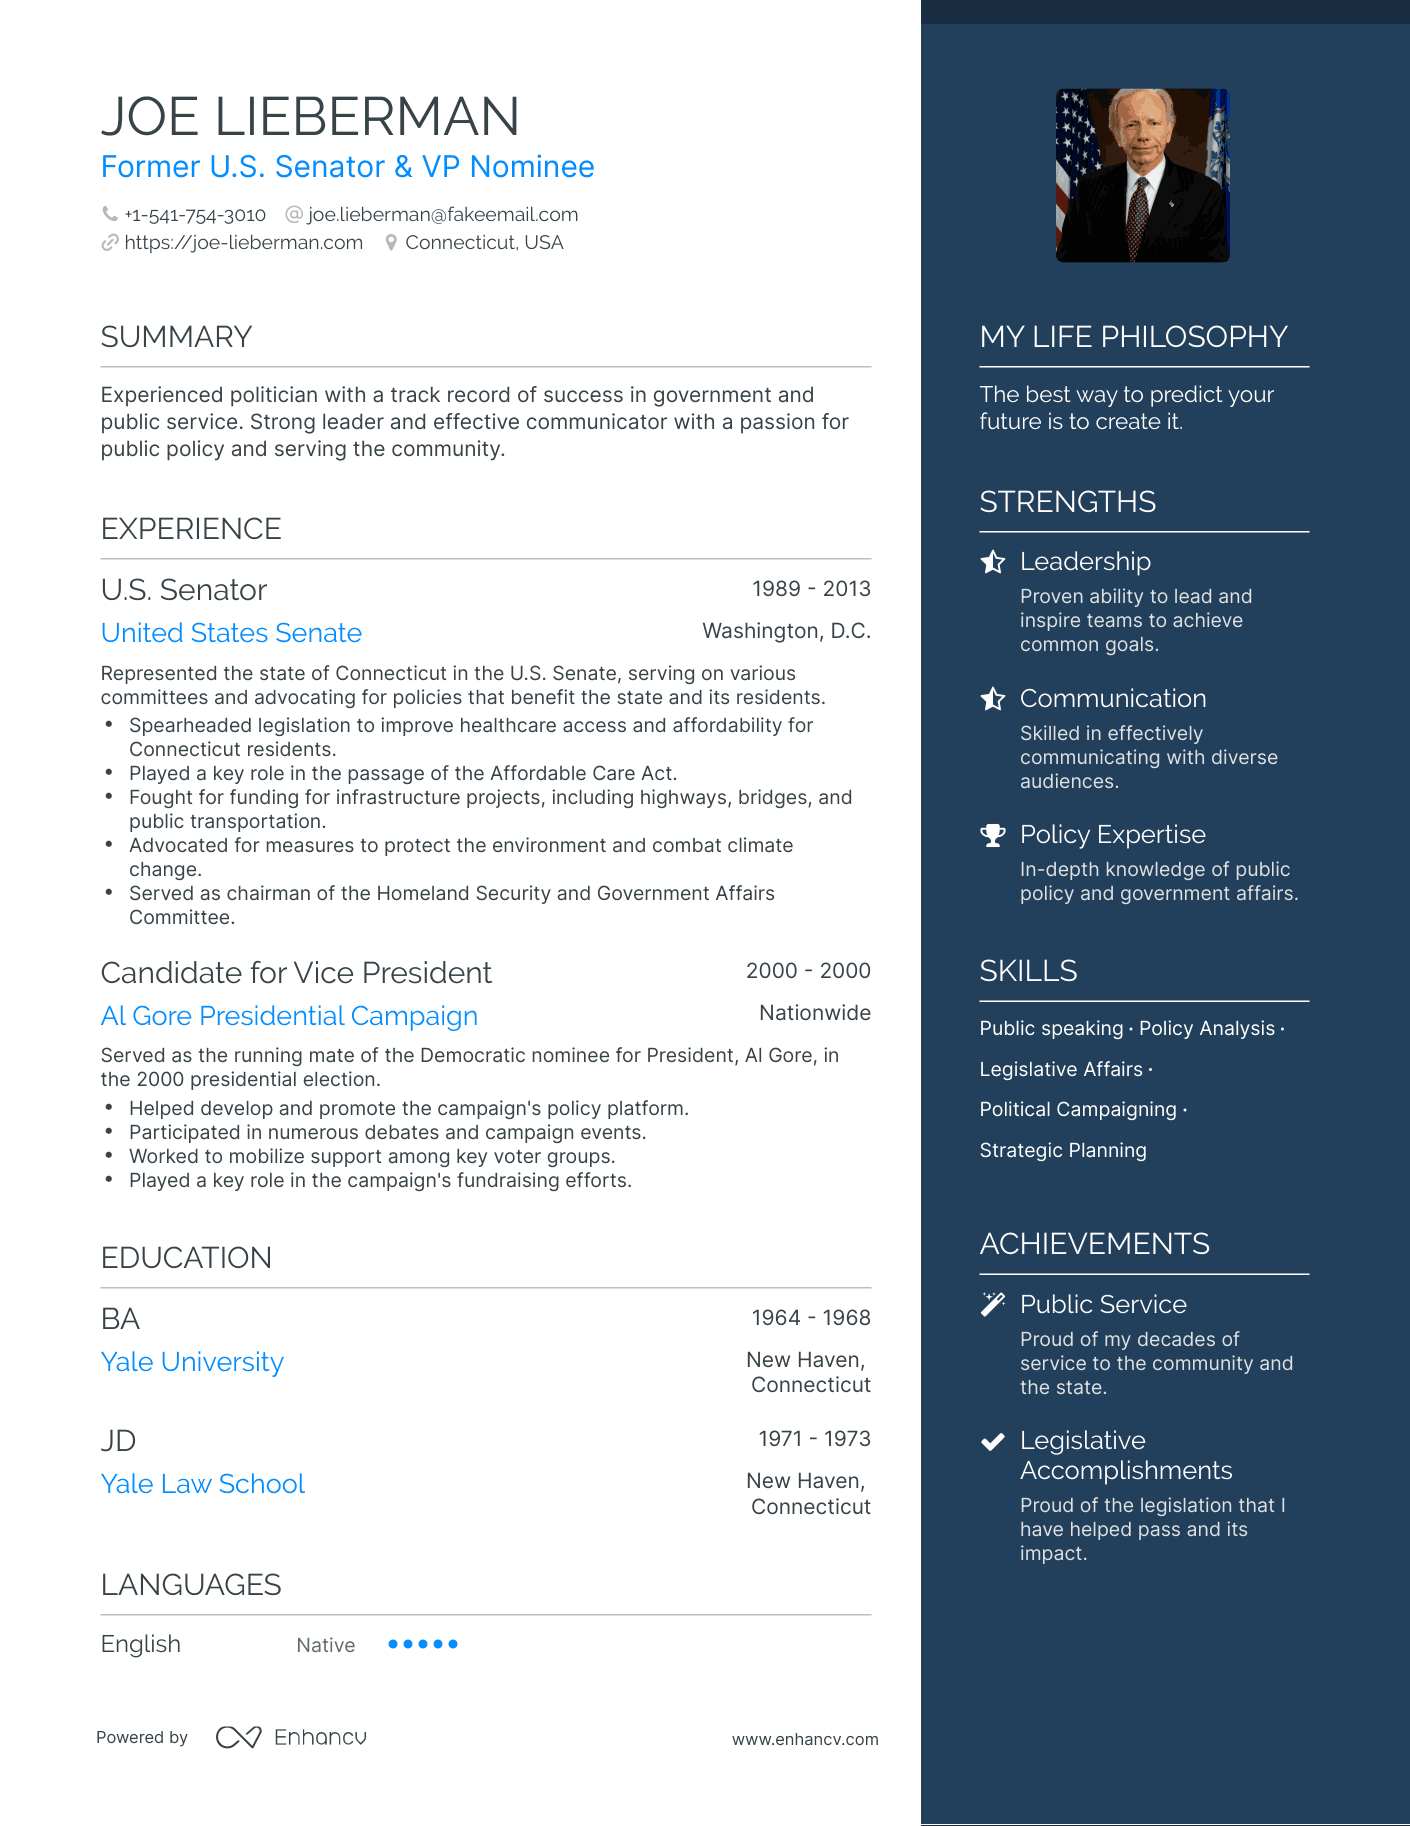 JOE LIEBERMAN
Former U.S. Senator & VP Nominee
+1-541-754-3010 joe.lieberman@fakeemail.com
https://joe-lieberman.com Connecticut, USA
SUMMARY
Experienced politician with a track record of success in government and
public service. Strong leader and effective communicator with a passion for
public policy and serving the community.
EXPERIENCE
U.S. Senator 1989 - 2013
United States Senate Washington, D.C.
Represented the state of Connecticut in the U.S. Senate, serving on various
committees and advocating for policies that benefit the state and its residents.
• Spearheaded legislation to improve healthcare access and affordability for
Connecticut residents.
• Played a key role in the passage of the Affordable Care Act.
• Fought for funding for infrastructure projects, including highways, bridges, and
public transportation.
• Advocated for measures to protect the environment and combat climate
change.
• Served as chairman of the Homeland Security and Government Affairs
Committee.
Candidate for Vice President 2000 - 2000
Al Gore Presidential Campaign Nationwide
Served as the running mate of the Democratic nominee for President, Al Gore, in
the 2000 presidential election.
• Helped develop and promote the campaign's policy platform.
• Participated in numerous debates and campaign events.
• Worked to mobilize support among key voter groups.
• Played a key role in the campaign's fundraising efforts.
EDUCATION
BA 1964 - 1968
Yale University New Haven,
Connecticut
JD 1971 - 1973
Yale Law School New Haven,
Connecticut
LANGUAGES
English Native
Powered by Enhancv www.enhancv.com
MY LIFE PHILOSOPHY
The best way to predict your
future is to create it.
STRENGTHS
Leadership
Proven ability to lead and
inspire teams to achieve
common goals.
Communication
Skilled in effectively
communicating with diverse
audiences.
Policy Expertise
In-depth knowledge of public
policy and government affairs.
SKILLS
Public speaking · Policy Analysis ·
Legislative Affairs ·
Political Campaigning ·
Strategic Planning
ACHIEVEMENTS
Public Service
Proud of my decades of
service to the community and
the state.
Legislative
Accomplishments
Proud of the legislation that I
have helped pass and its
impact.